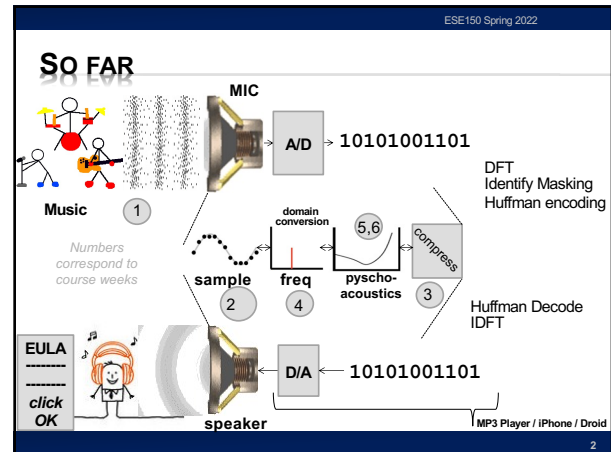 ESE150 Spring 2022
SO FAR
MIC
A/D
10101001101
DFT
Identify Masking
Huffman encoding
Music
1
domain
conversion
5,6
compress
Numbers
correspond to
course weeks
sample
freq
pyscho-
acoustics
2
4
3
Huffman Decode
IDFT
EULA
--------
--------
click
OK
D/A
10101001101
speaker
MP3 Player / iPhone / Droid
2